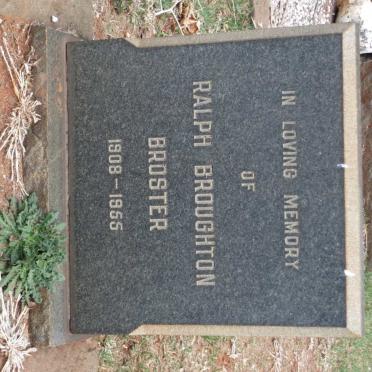 IN LOVING MEMORY
OF
RALPH BROUGHTON
BROSTER
1908 - 1955